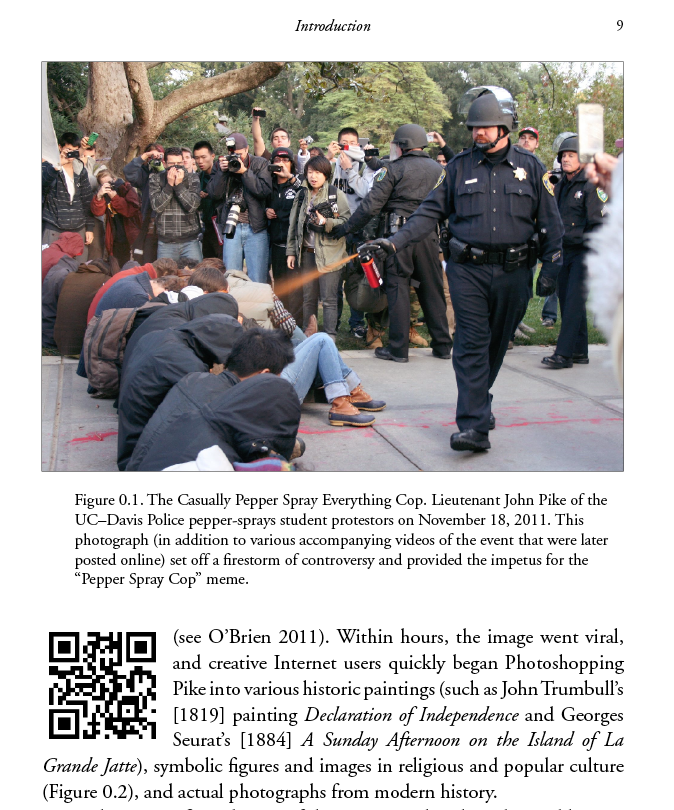 Introduction 9
Figure 0.1. The Casually Pepper Spray Everything Cop. Lieutenant John Pike of the
UC–Davis Police pepper-sprays student protestors on November 18, 2011. This
photograph (in addition to various accompanying videos of the event that were later
posted online) set off a firestorm of controversy and provided the impetus for the
“Pepper Spray Cop” meme.
(see O’Brien 2011). Within hours, the image went viral,
and creative Internet users quickly began Photoshopping
Pike into various historic paintings (such as John Trumbull’s
[1819] painting Declaration of Independence and Georges
Seurat’s [1884] A Sunday Afternoon on the Island of La
Grande Jatte), symbolic figures and images in religious and popular culture
(Figure 0.2), and actual photographs from modern history.